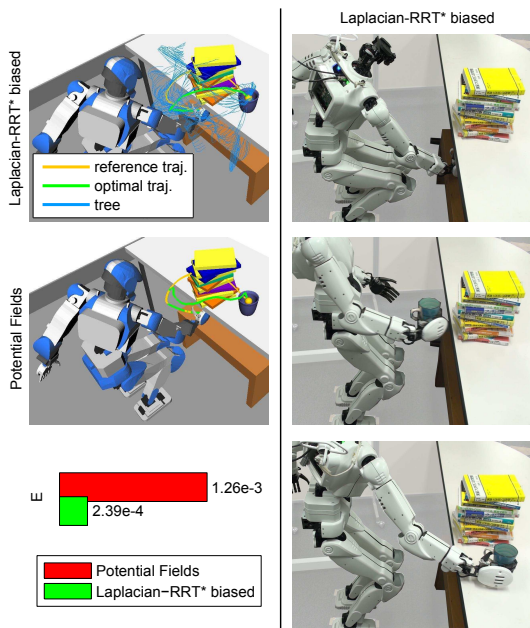 Laplacian-RRT* biased
Laplacian-RRT* biased
reference traj.
optimal traj.
tree
Potential Fields
E
1.26e-3
2.39e-4
Potential Fields
Laplacian-RRT* biased